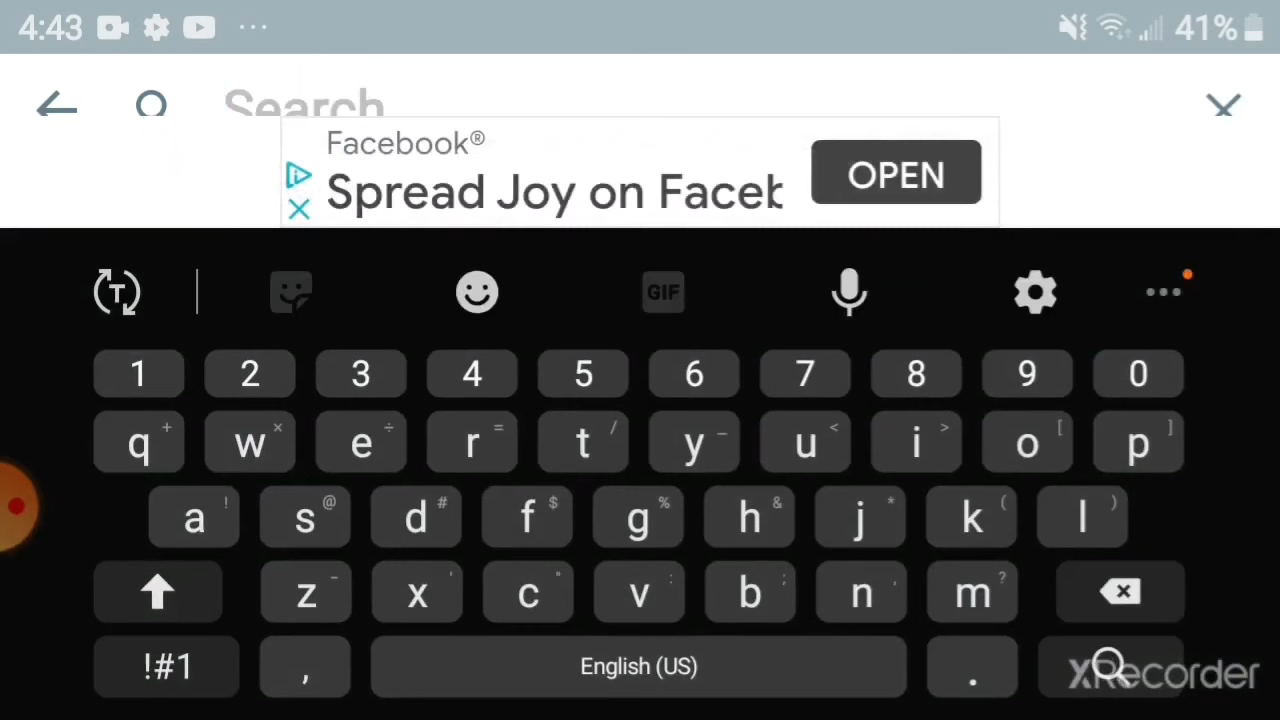 4:43 ... 41%
Search
Facebook®
Spread Joy on Faceb
OPEN
T GIF
1 2 3 4 5 6 7 8 9 0
q + w × e ÷ r = t / y _ u < i > o [ p ]
a ! s @ d # f $ g % h & j * k ( l )
z - x ' c " v : b ; n , m ?
!#1 , English (US) .
XRecorder